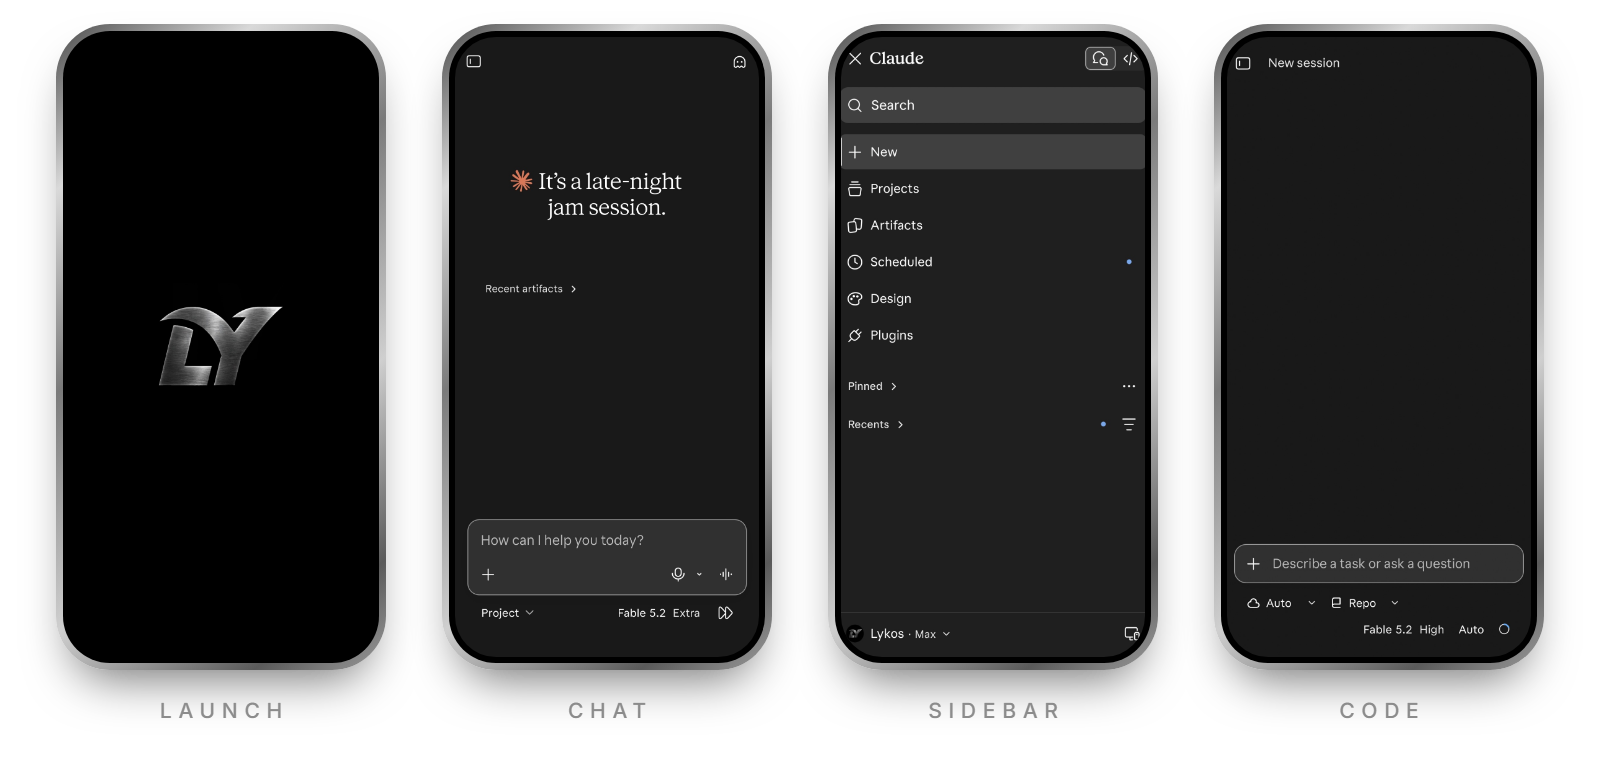 LY
LAUNCH
It’s a late-night
jam session.
Recent artifacts
How can I help you today?
Project
Fable 5.2 Extra
CHAT
Claude
Search
New
Projects
Artifacts
Scheduled
Design
Plugins
Pinned
Recents
LY
Lykos · Max
SIDEBAR
New session
Describe a task or ask a question
Auto
Repo
Fable 5.2 High Auto
CODE